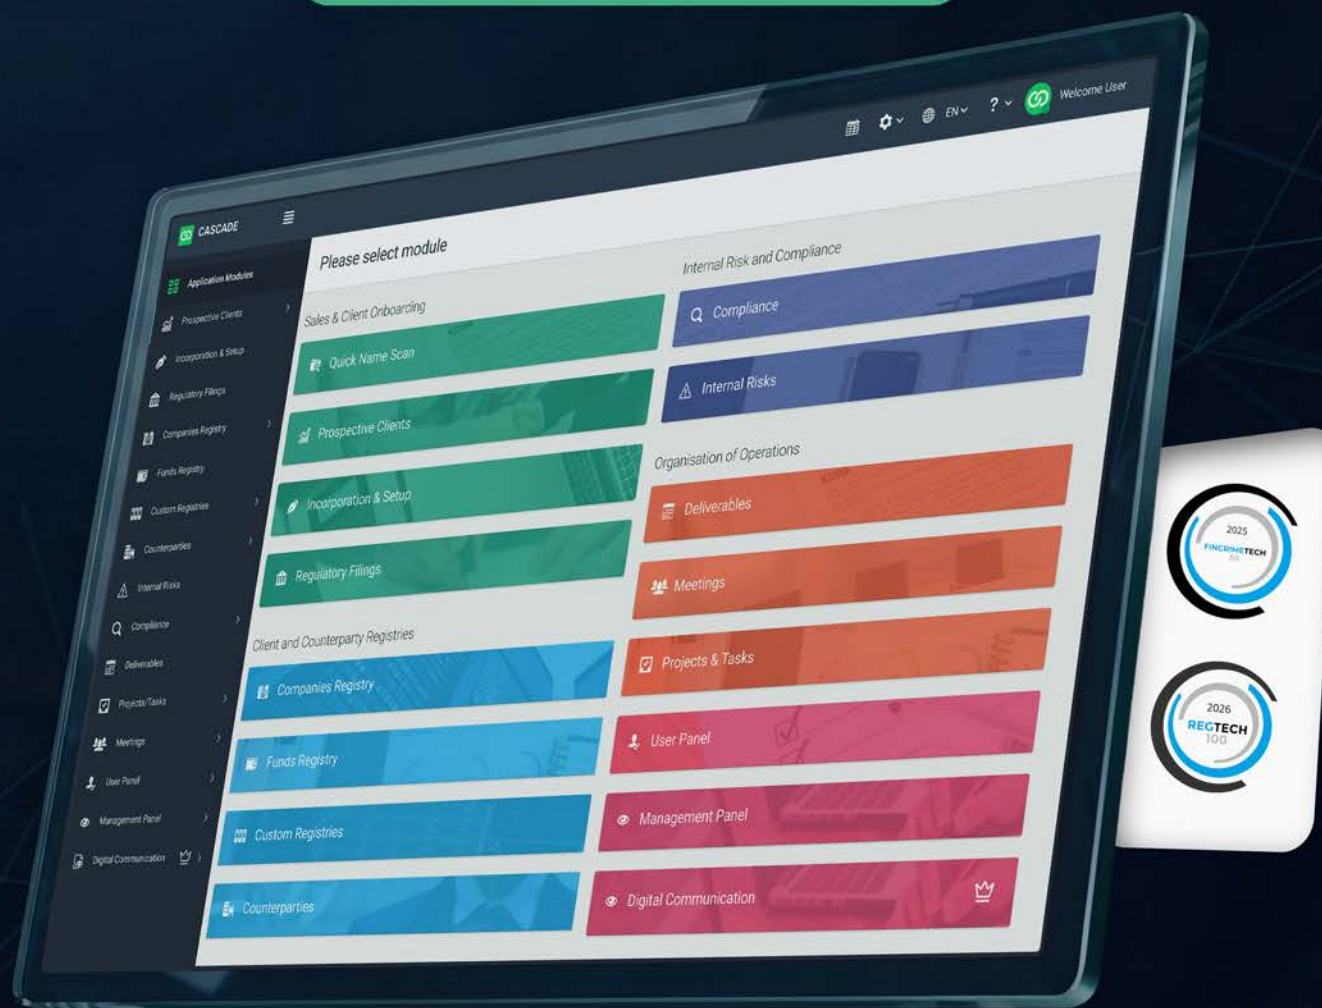 CASCADE
EN
?
Welcome User
Application Modules
Prospective Clients
Incorporation & Setup
Regulatory Filings
Companies Registry
Funds Registry
Custom Registries
Counterparties
Internal Risks
Compliance
Deliverables
Projects/Tasks
Meetings
User Panel
Management Panel
Digital Communication
Please select module
Sales & Client Onboarding
Quick Name Scan
Prospective Clients
Incorporation & Setup
Regulatory Filings
Client and Counterparty Registries
Companies Registry
Funds Registry
Custom Registries
Counterparties
Internal Risk and Compliance
Compliance
Internal Risks
Organisation of Operations
Deliverables
Meetings
Projects & Tasks
User Panel
Management Panel
Digital Communication
2025
FINCRIMETECH
50
2026
REGTECH
100